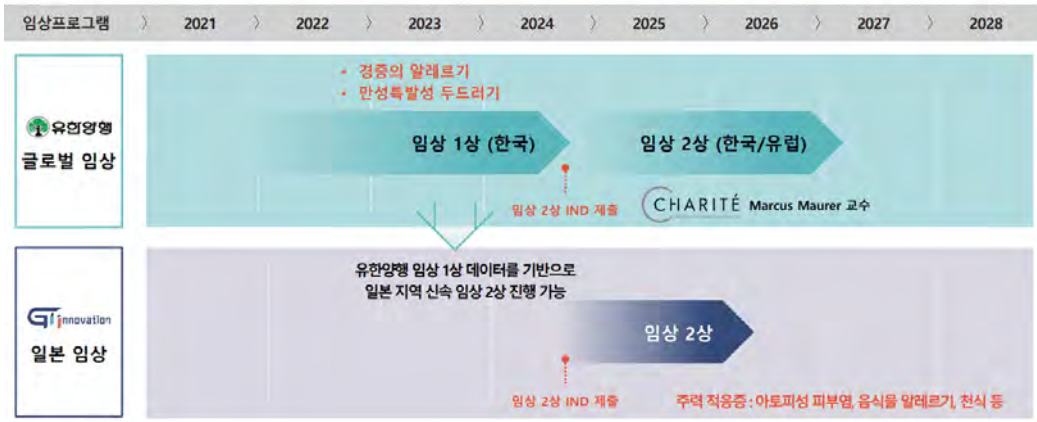 임상프로그램 〉 2021 〉 2022 〉 2023 〉 2024 〉 2025 〉 2026 〉 2027 〉 2028
• 경증의 알레르기
• 만성특발성 두드러기
유한양행
글로벌 임상
임상 1상 (한국)
임상 2상 (한국/유럽)
임상 2상 IND 제출
CHARITÉ Marcus Maurer 교수
유한양행 임상 1상 데이터를 기반으로
일본 지역 신속 임상 2상 진행 가능
GI innovation
일본 임상
임상 2상
임상 2상 IND 제출
주력 적응증 : 아토피성 피부염, 음식물 알레르기, 천식 등